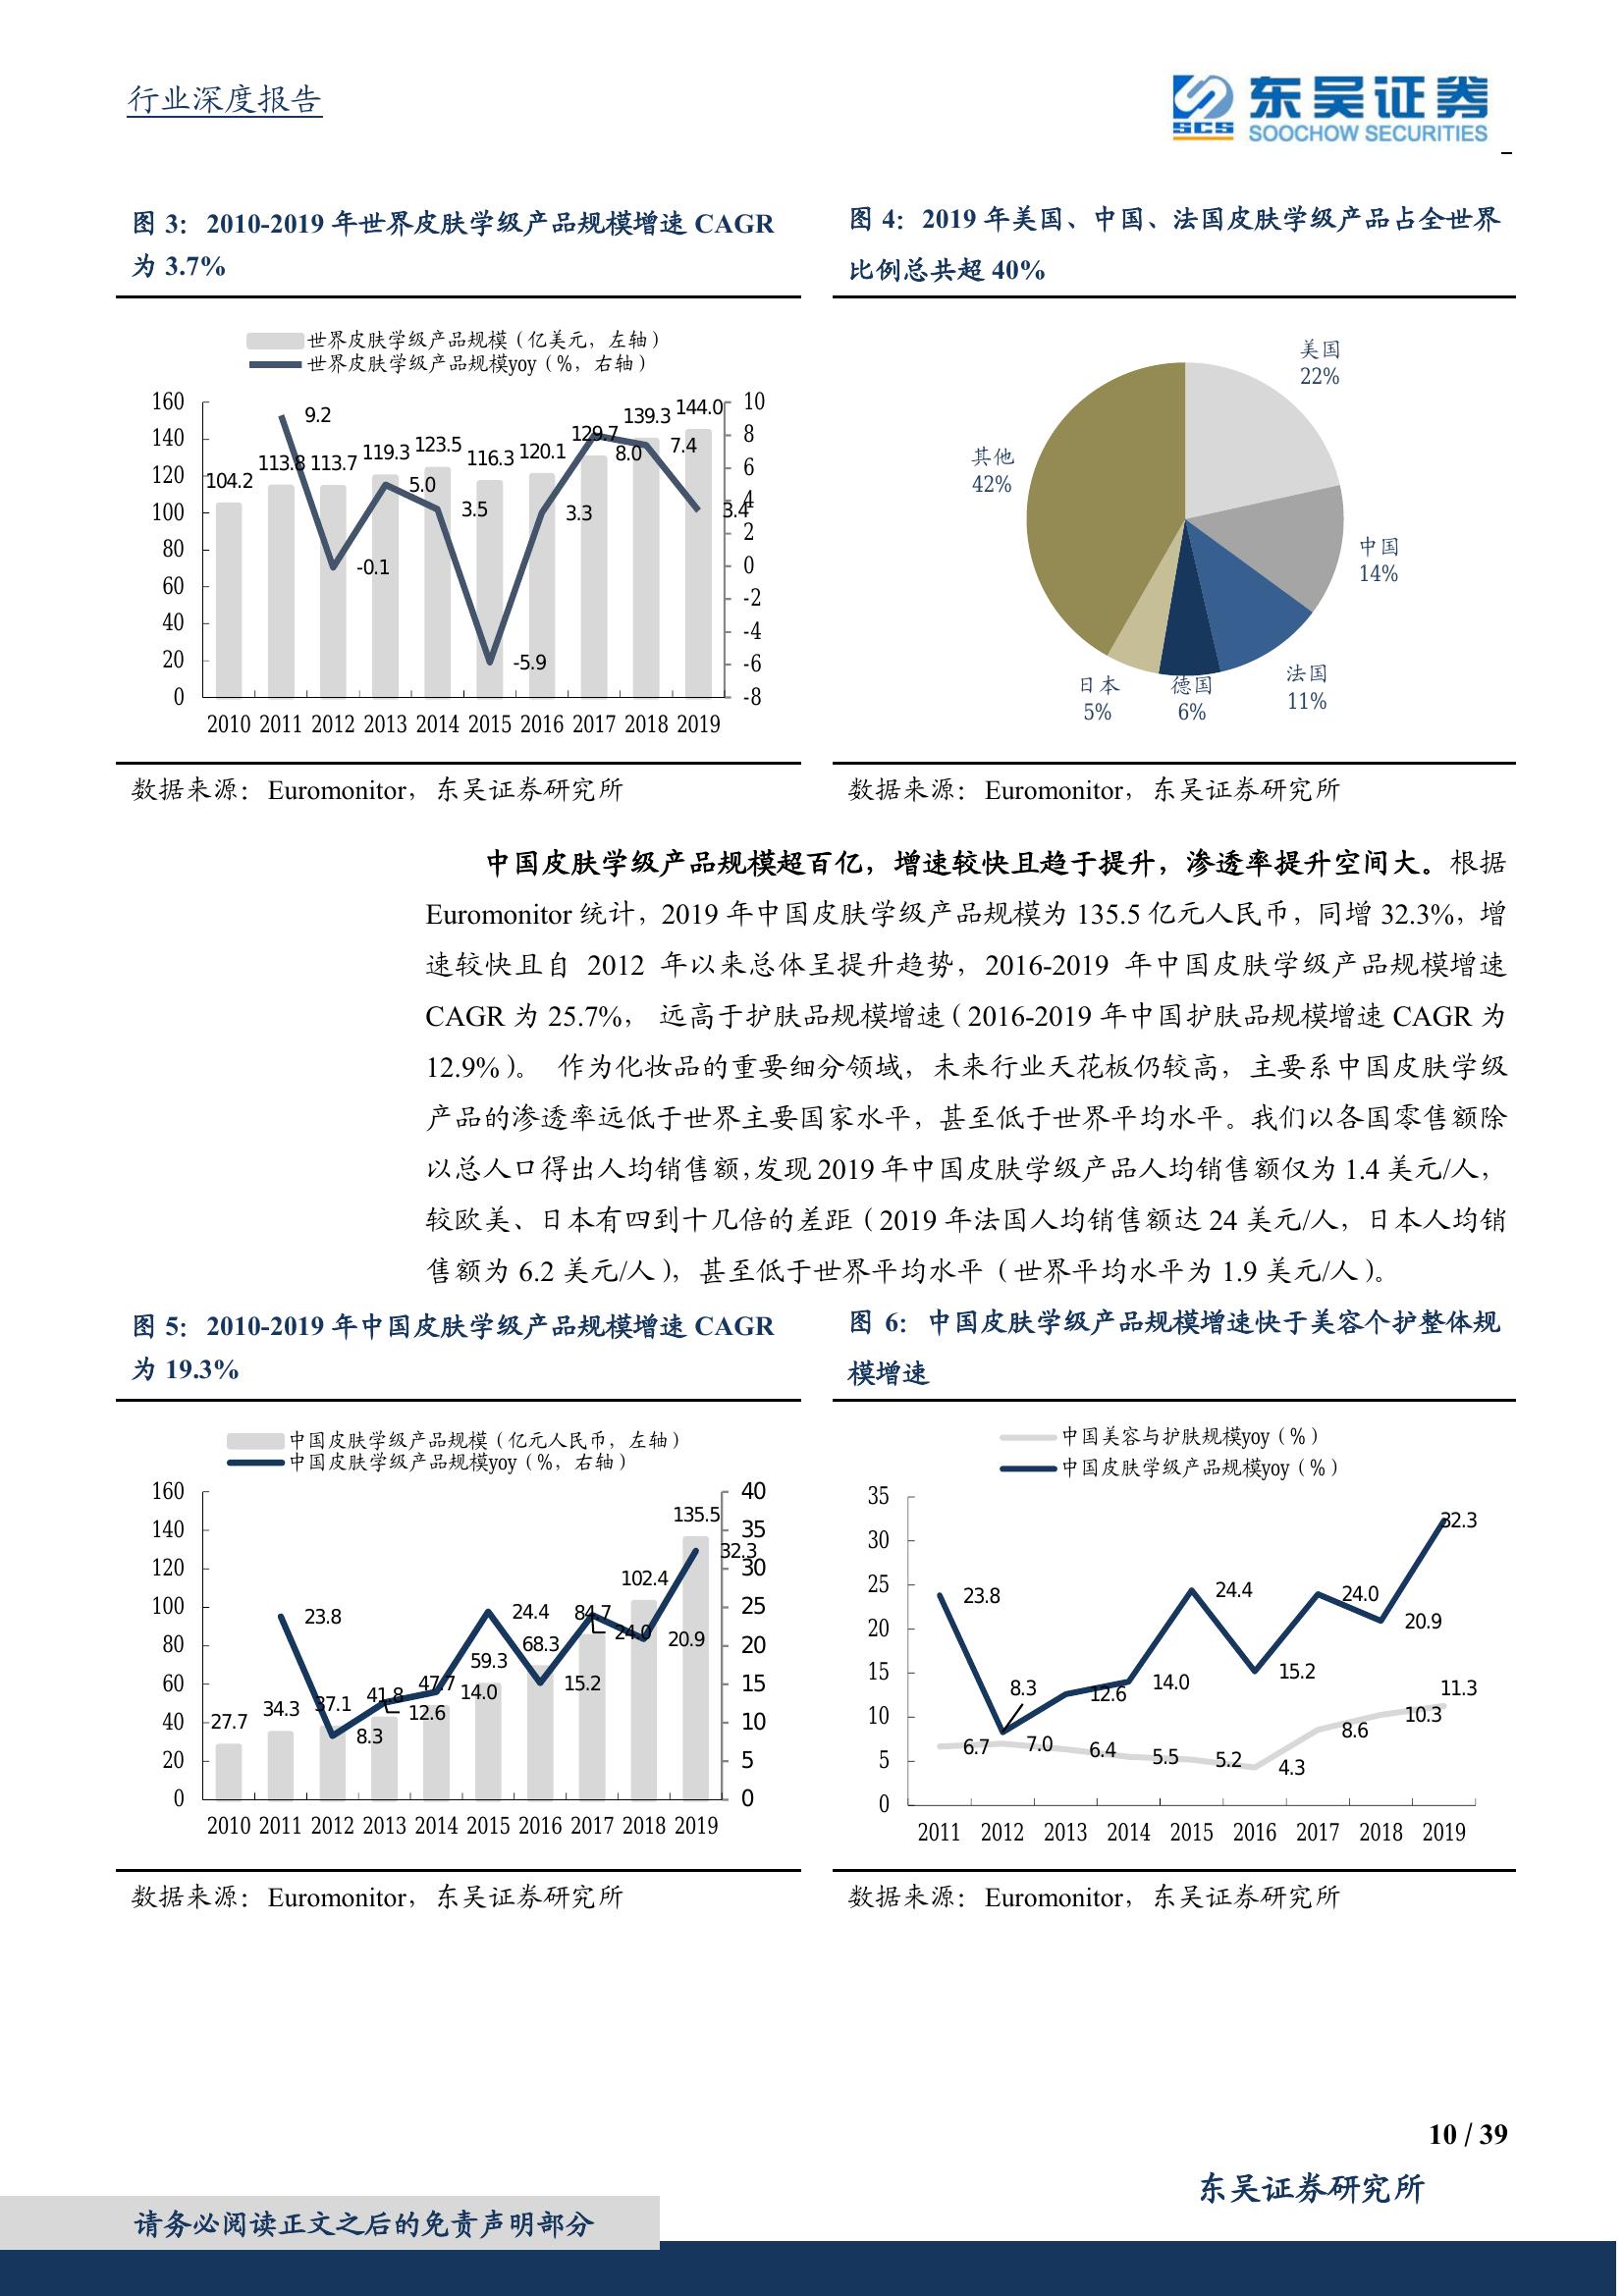 行业深度报告
SCS
东吴证券
SOOCHOW SECURITIES
图 3： 2010-2019 年世界皮肤学级产品规模增速 CAGR
为 3.7%
世界皮肤学级产品规模（亿美元，左轴）
世界皮肤学级产品规模yoy（%，右轴）
160
140
120
100
80
60
40
20
0
104.2
113.8
113.7
119.3
123.5
116.3
120.1
129.7
139.3
144.0
9.2
-0.1
5.0
3.5
-5.9
3.3
8.0
7.4
3.4
10
8
6
4
2
0
-2
-4
-6
-8
2010 2011 2012 2013 2014 2015 2016 2017 2018 2019
数据来源： Euromonitor， 东吴证券研究所
图 4： 2019 年美国、中国、法国皮肤学级产品占全世界
比例总共超 40%
美国
22%
中国
14%
法国
11%
德国
6%
日本
5%
其他
42%
数据来源： Euromonitor， 东吴证券研究所
中国皮肤学级产品规模超百亿，增速较快且趋于提升，渗透率提升空间大。根据
Euromonitor 统计，2019 年中国皮肤学级产品规模为 135.5 亿元人民币，同增 32.3%，增
速较快且自 2012 年以来总体呈提升趋势，2016-2019 年中国皮肤学级产品规模增速
CAGR 为 25.7%， 远高于护肤品规模增速（2016-2019 年中国护肤品规模增速 CAGR 为
12.9%）。 作为化妆品的重要细分领域，未来行业天花板仍较高，主要系中国皮肤学级
产品的渗透率远低于世界主要国家水平，甚至低于世界平均水平。我们以各国零售额除
以总人口得出人均销售额，发现 2019 年中国皮肤学级产品人均销售额仅为 1.4 美元/人，
较欧美、日本有四到十几倍的差距（2019 年法国人均销售额达 24 美元/人，日本人均销
售额为 6.2 美元/人），甚至低于世界平均水平（世界平均水平为 1.9 美元/人）。
图 5： 2010-2019 年中国皮肤学级产品规模增速 CAGR
为 19.3%
中国皮肤学级产品规模（亿元人民币，左轴）
中国皮肤学级产品规模yoy（%，右轴）
160
140
120
100
80
60
40
20
0
27.7
34.3
37.1
41.8
47.7
59.3
68.3
84.7
102.4
135.5
23.8
8.3
12.6
14.0
24.4
15.2
24.0
20.9
32.3
40
35
30
25
20
15
10
5
0
2010 2011 2012 2013 2014 2015 2016 2017 2018 2019
数据来源： Euromonitor， 东吴证券研究所
图 6： 中国皮肤学级产品规模增速快于美容个护整体规
模增速
中国美容与护肤规模yoy（%）
中国皮肤学级产品规模yoy（%）
35
30
25
20
15
10
5
0
23.8
8.3
12.6
14.0
24.4
15.2
24.0
20.9
32.3
6.7
7.0
6.4
5.5
5.2
4.3
8.6
10.3
11.3
2011 2012 2013 2014 2015 2016 2017 2018 2019
数据来源： Euromonitor， 东吴证券研究所
10 / 39
东吴证券研究所
请务必阅读正文之后的免责声明部分